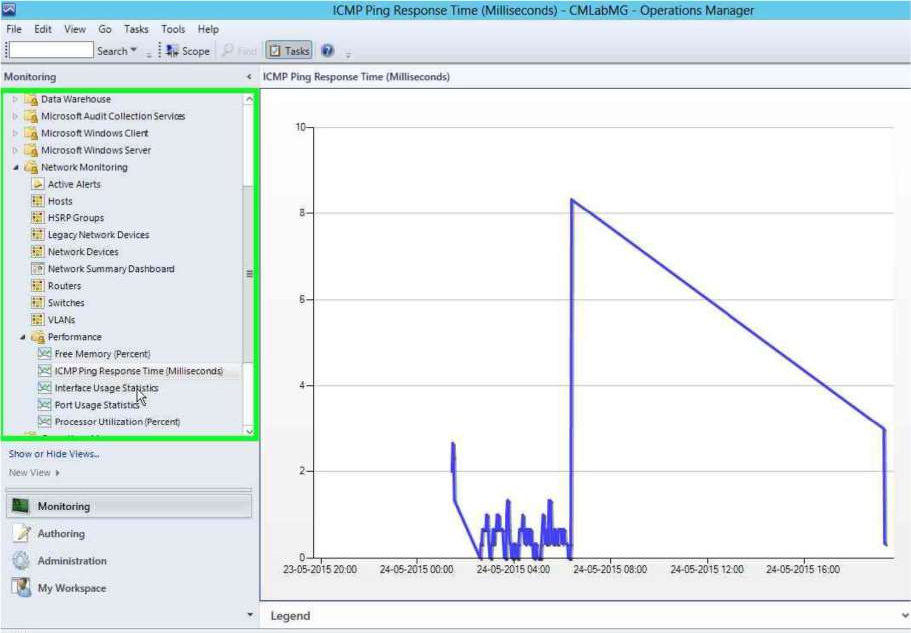 ICMP Ping Response Time (Milliseconds) - CMLabMG - Operations Manager
File Edit View Go Tasks Tools Help
Search Scope Find Tasks
Monitoring
ICMP Ping Response Time (Milliseconds)
Data Warehouse
Microsoft Audit Collection Services
Microsoft Windows Client
Microsoft Windows Server
Network Monitoring
Active Alerts
Hosts
HSRP Groups
Legacy Network Devices
Network Devices
Network Summary Dashboard
Routers
Switches
VLANs
Performance
Free Memory (Percent)
ICMP Ping Response Time (Milliseconds)
Interface Usage Statistics
Port Usage Statistics
Processor Utilization (Percent)
Show or Hide Views...
New View
Monitoring
Authoring
Administration
My Workspace
10
8
6
4
2
0
23-05-2015 20:00 24-05-2015 00:00 24-05-2015 04:00 24-05-2015 08:00 24-05-2015 12:00 24-05-2015 16:00
Legend